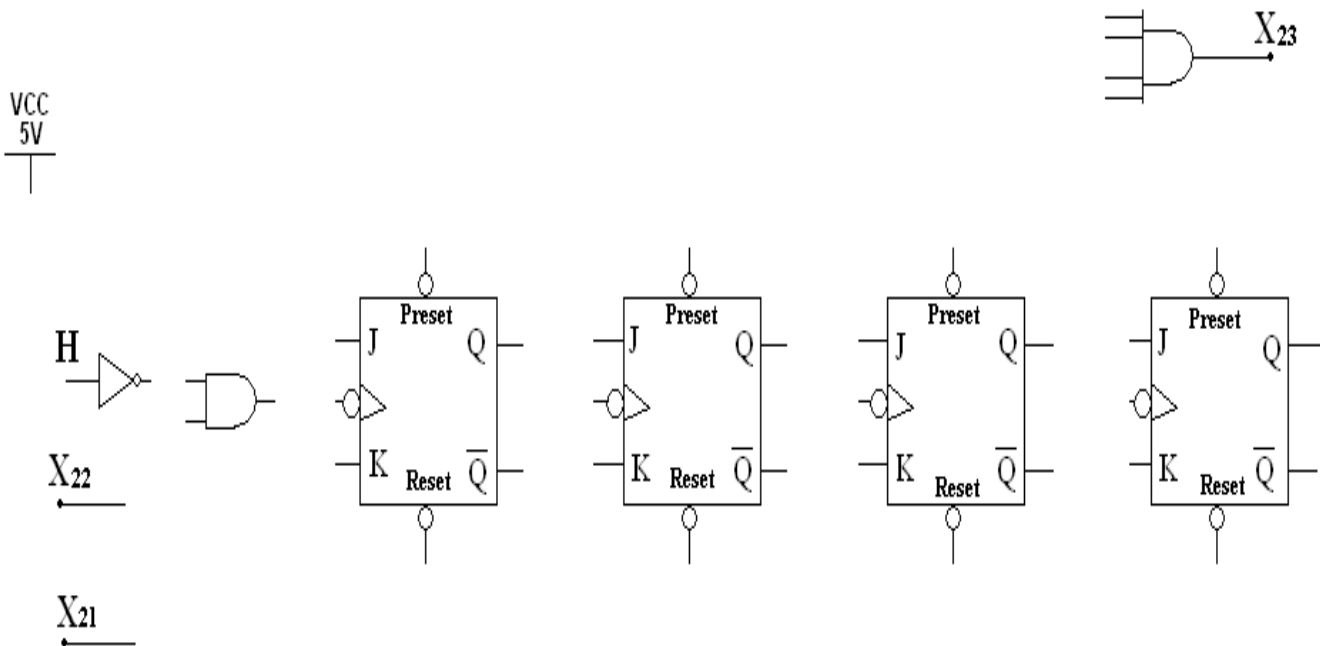 X23
VCC
5V
Preset
Preset
Preset
Preset
H
J
Q
J
Q
J
Q
J
Q
X22
K
Reset
Q̅
K
Reset
Q̅
K
Reset
Q̅
K
Reset
Q̅
X21